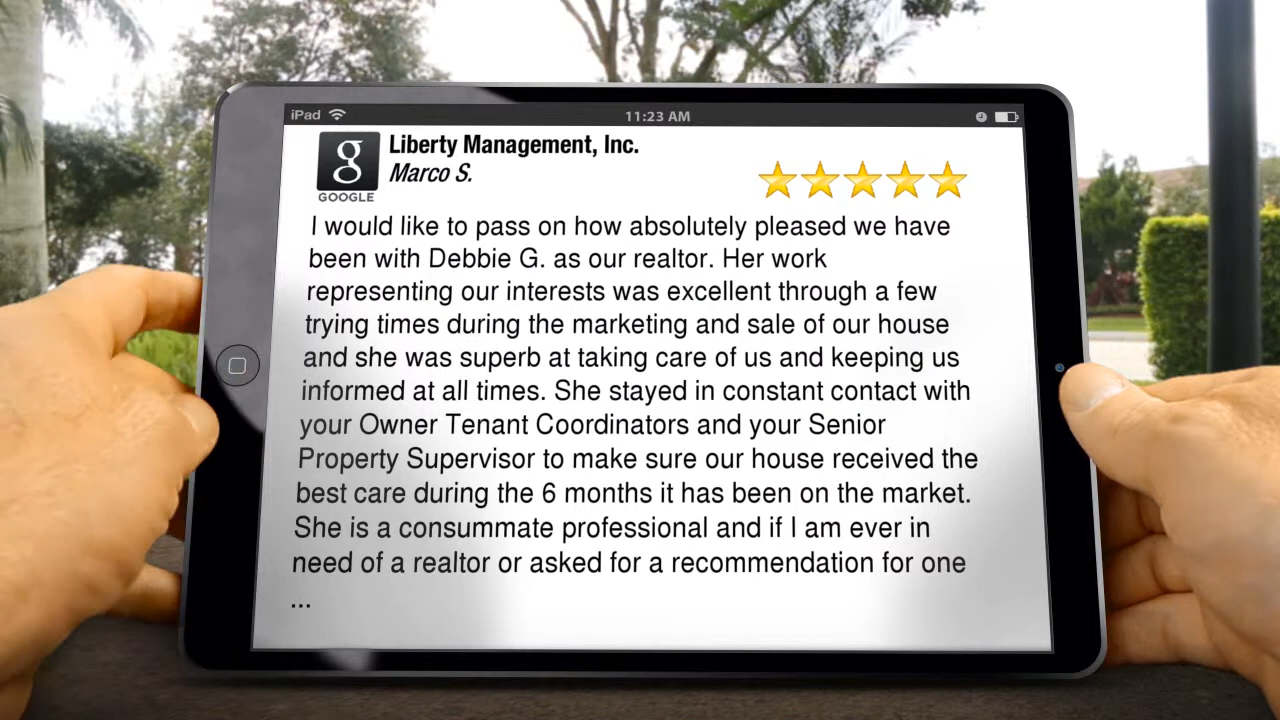 iPad 11:23 AM
g
GOOGLE
Liberty Management, Inc.
Marco S.
I would like to pass on how absolutely pleased we have
been with Debbie G. as our realtor. Her work
representing our interests was excellent through a few
trying times during the marketing and sale of our house
and she was superb at taking care of us and keeping us
informed at all times. She stayed in constant contact with
your Owner Tenant Coordinators and your Senior
Property Supervisor to make sure our house received the
best care during the 6 months it has been on the market.
She is a consummate professional and if I am ever in
need of a realtor or asked for a recommendation for one
...